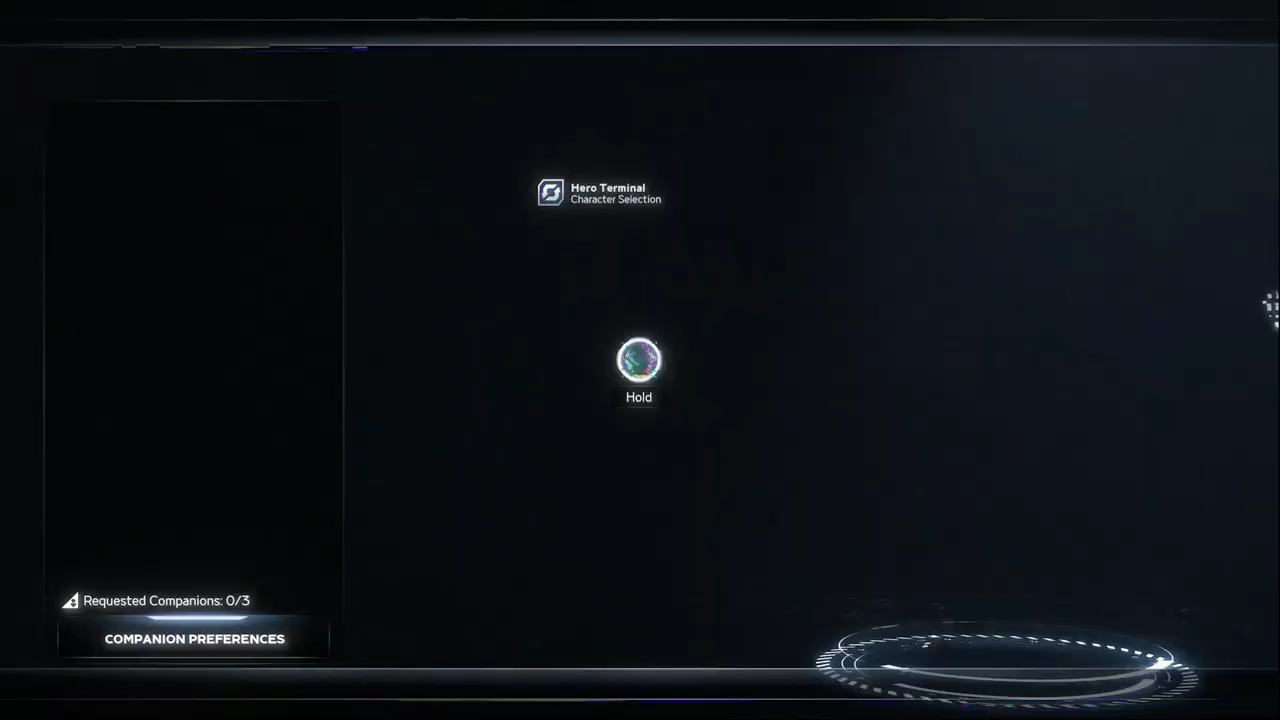 Hero Terminal
Character Selection
Hold
Requested Companions: 0/3
COMPANION PREFERENCES